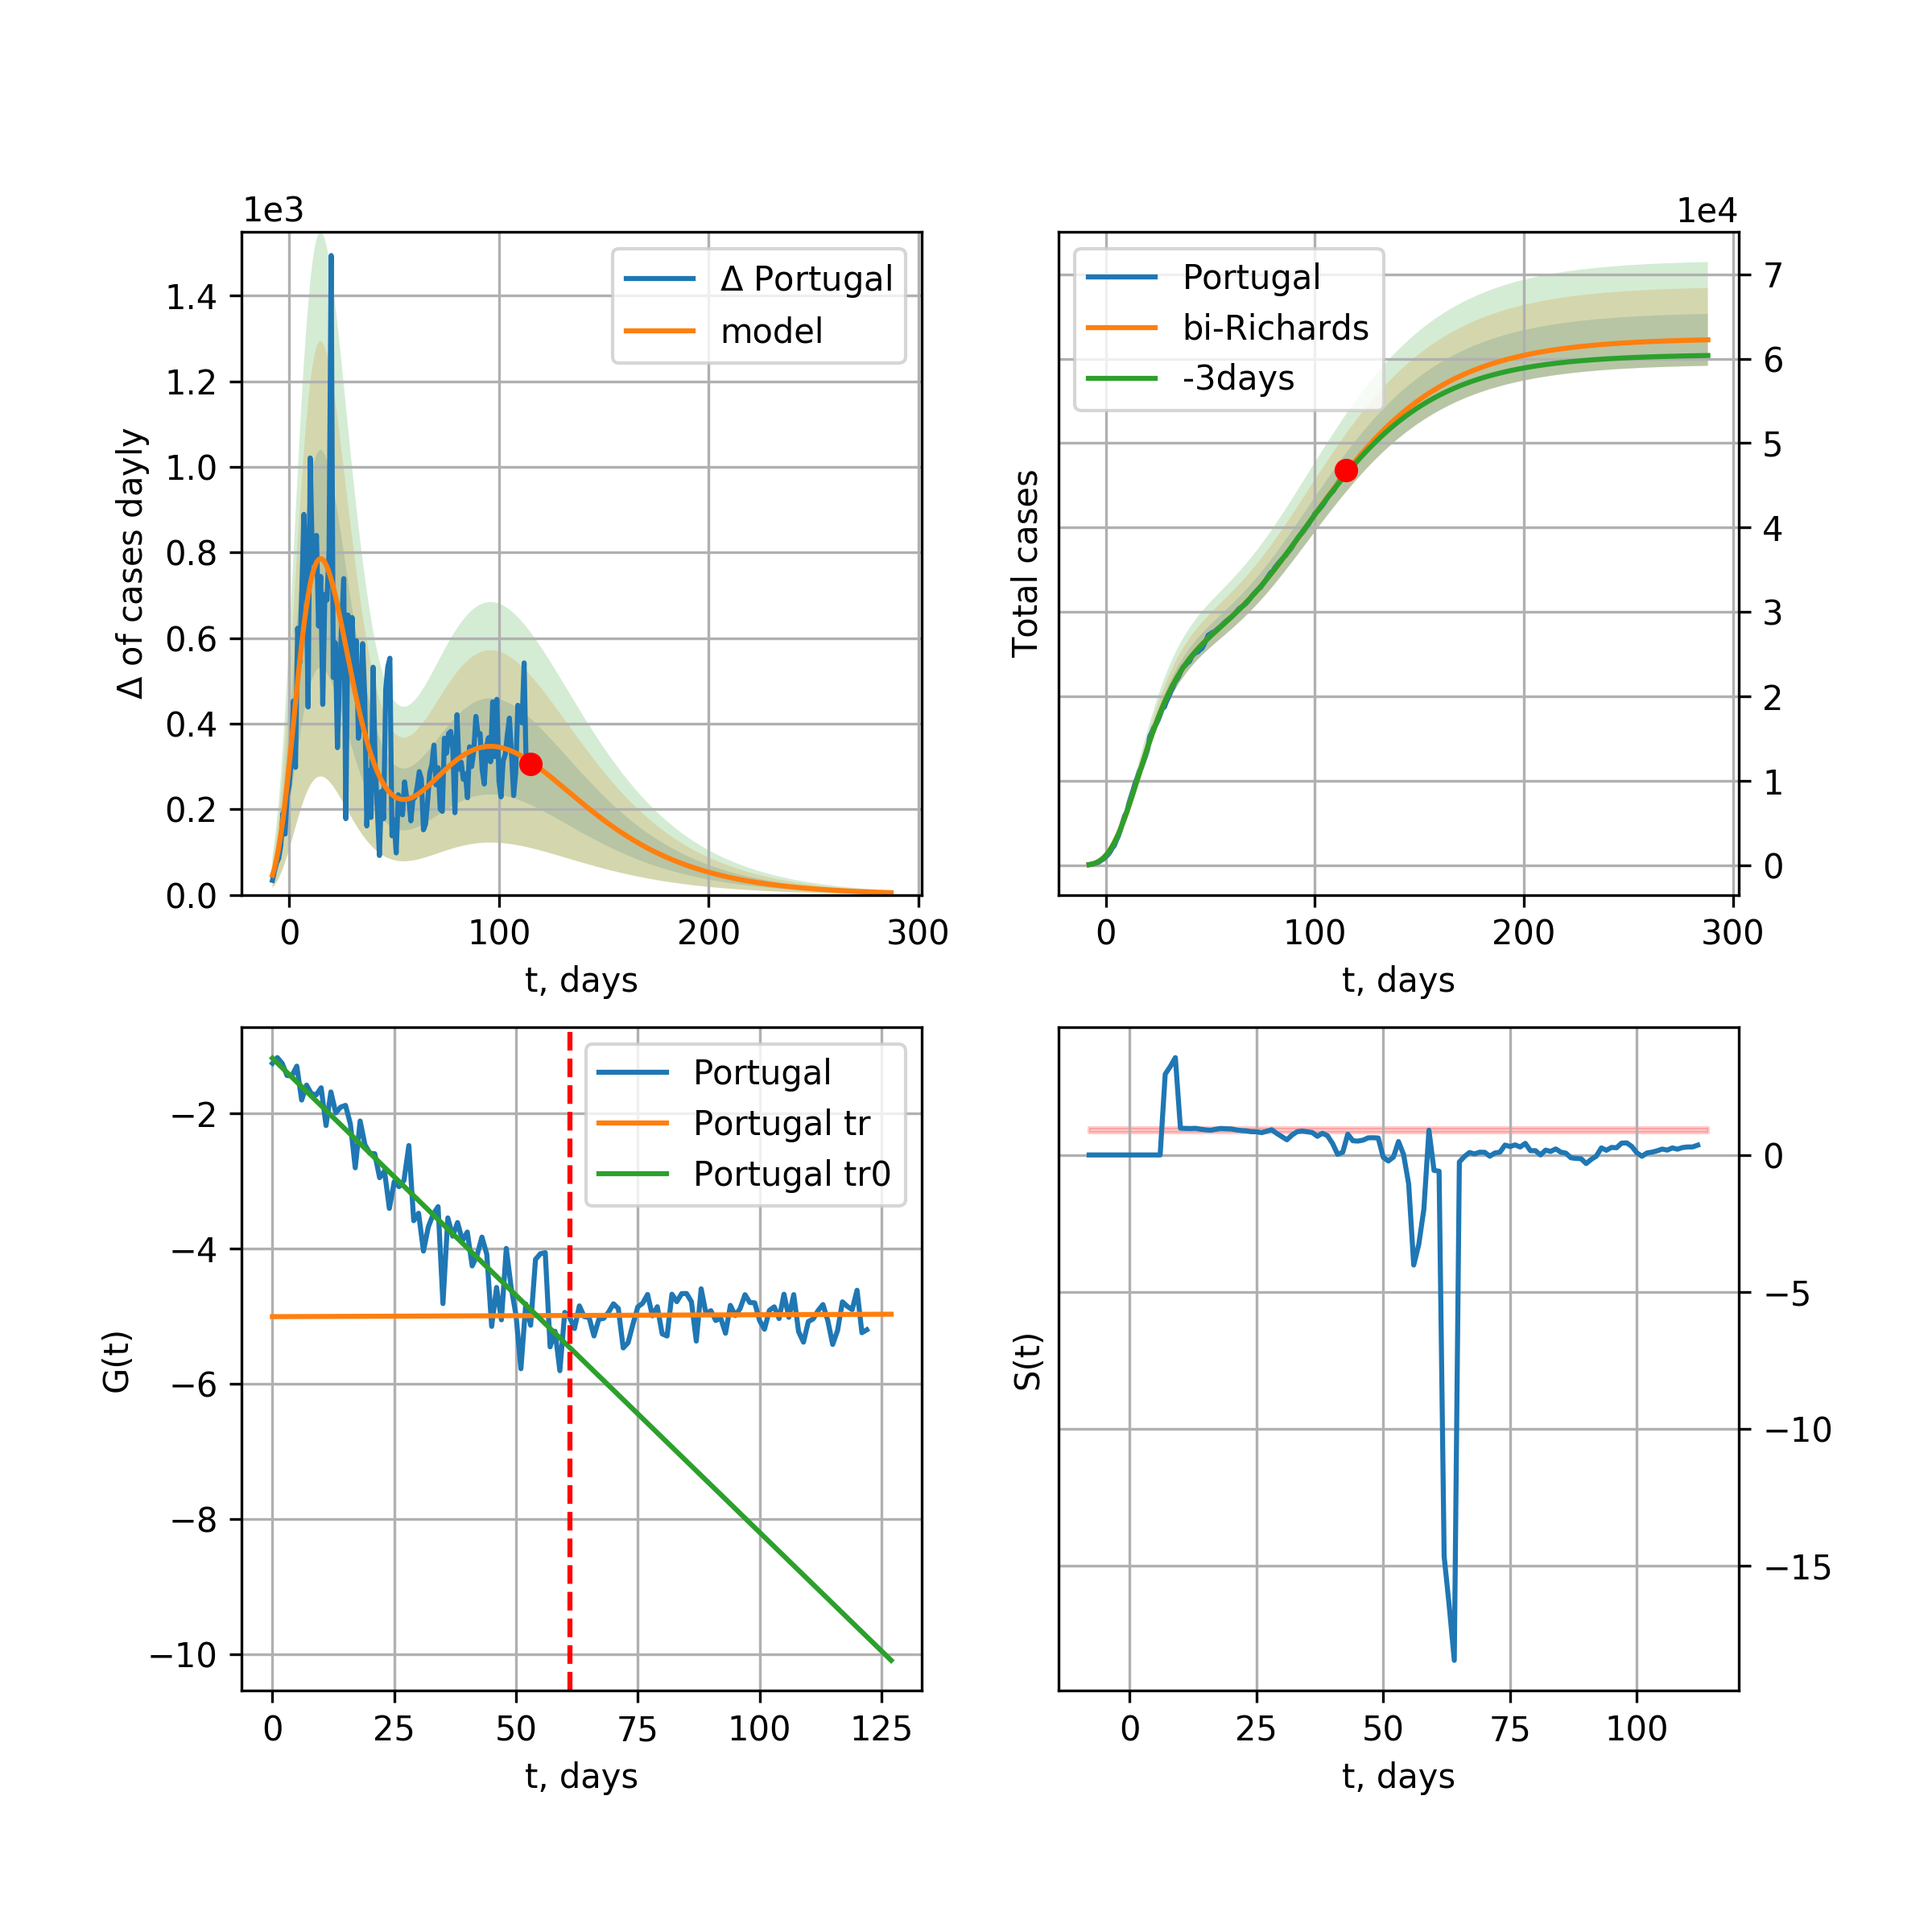 1e3
Δ Portugal
model
1.4
1.2
1.0
0.8
0.6
0.4
0.2
0.0
Δ of cases dayly
0 100 200 300
t, days
1e4
Portugal
bi-Richards
-3days
7
6
5
4
3
2
1
0
Total cases
0 100 200 300
t, days
Portugal
Portugal tr
Portugal tr0
−2
−4
−6
−8
−10
G(t)
0 25 50 75 100 125
t, days
0
−5
−10
−15
S(t)
0 25 50 75 100
t, days